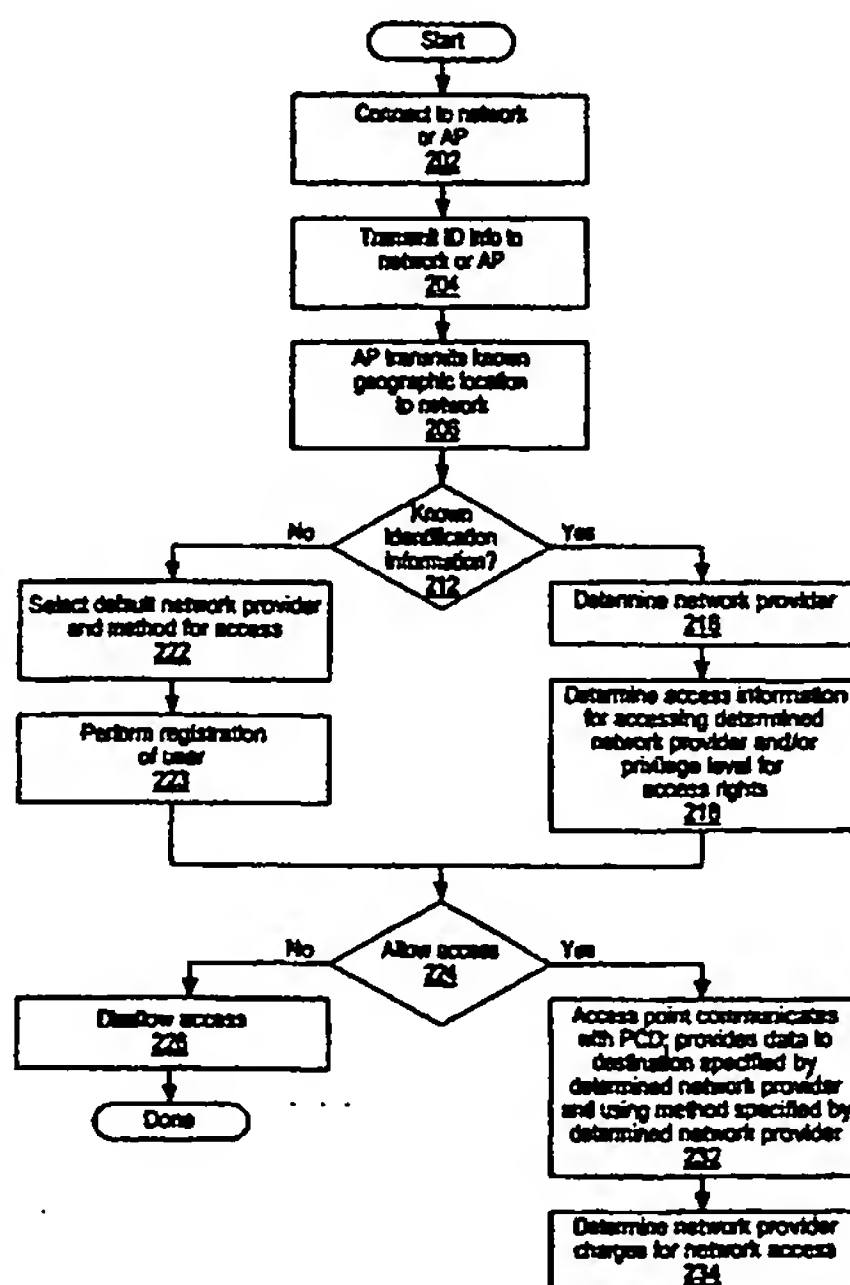 Start
Connect to network
or AP
202
Transmit ID info to
network or AP
204
AP transmits known
geographic location
to network
206
Known
identification
information?
212
No
Yes
Select default network provider
and method for access
222
Perform registration
of user
223
Determine network provider
216
Determine access information
for accessing determined
network provider and/or
privilege level for
access rights
218
Allow access
224
No
Yes
Disallow access
226
Done
Access point communicates
with PCD; provides data to
destination specified by
determined network provider
and using method specified by
determined network provider
232
Determine network provider
charges for network access
234